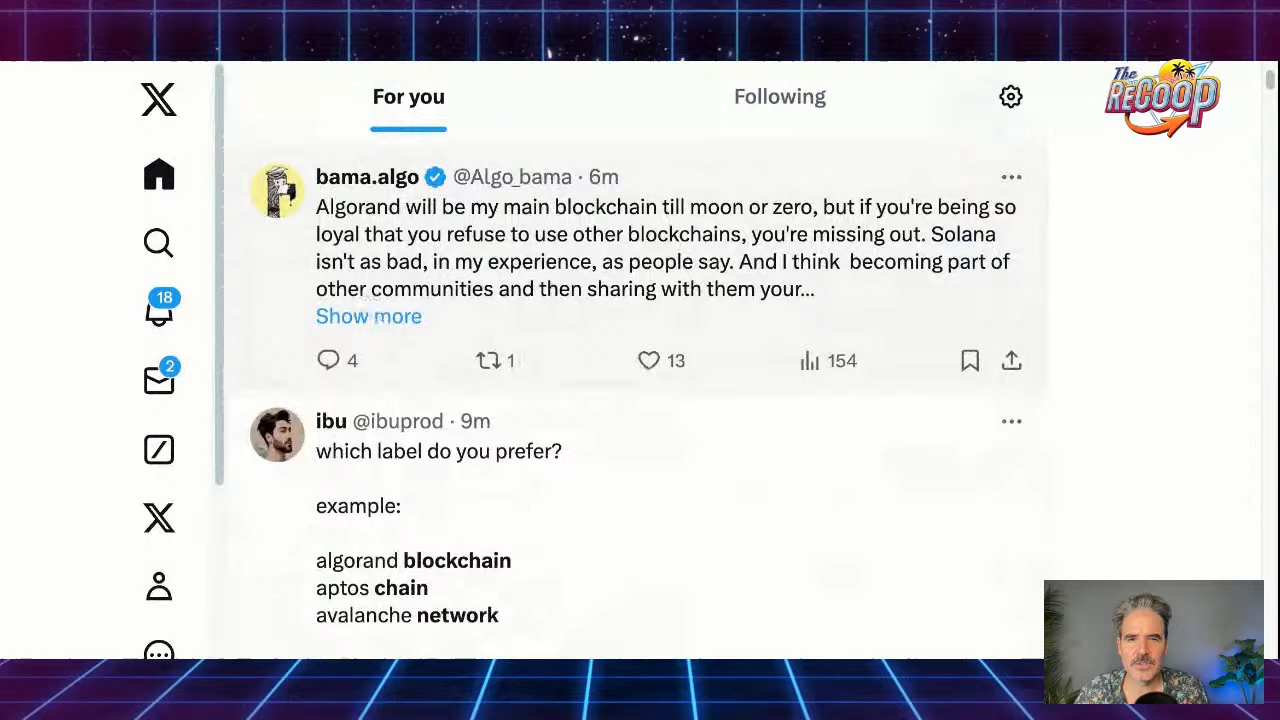 The
RECOOP
For you
Following
bama.algo @Algo_bama · 6m
Algorand will be my main blockchain till moon or zero, but if you're being so
loyal that you refuse to use other blockchains, you're missing out. Solana
isn't as bad, in my experience, as people say. And I think becoming part of
other communities and then sharing with them your...
Show more
4
1
13
154
18
2
ibu @ibuprod · 9m
which label do you prefer?
example:
algorand blockchain
aptos chain
avalanche network